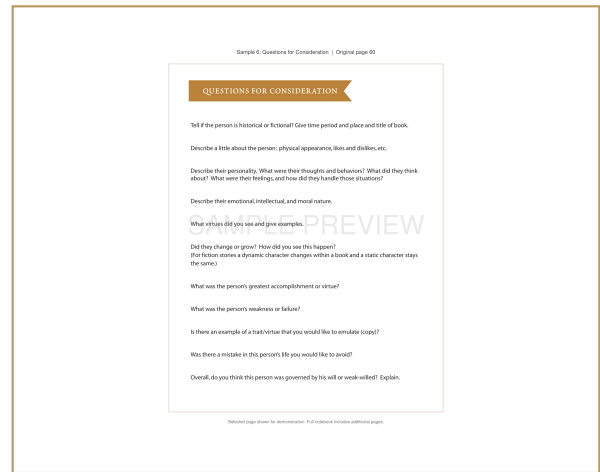 Sample 6: Questions for Consideration | Original page 60
QUESTIONS FOR CONSIDERATION
Tell if the person is historical or fictional? Give time period and place and title of book.
Describe a little about the person: physical appearance, likes and dislikes, etc.
Describe their personality. What were their thoughts and behaviors? What did they think
about? What were their feelings, and how did they handle those situations?
Describe their emotional, intellectual, and moral nature.
SAMPLE PREVIEW
What virtues did you see and give examples.
Did they change or grow? How did you see this happen?
(For fiction stories a dynamic character changes within a book and a static character stays
the same.)
What was the person's greatest accomplishment or virtue?
What was the person's weakness or failure?
Is there an example of a trait/virtue that you would like to emulate (copy)?
Was there a mistake in this person's life you would like to avoid?
Overall, do you think this person was governed by his will or weak-willed? Explain.
Selected page shown for demonstration. Full notebook includes additional pages.